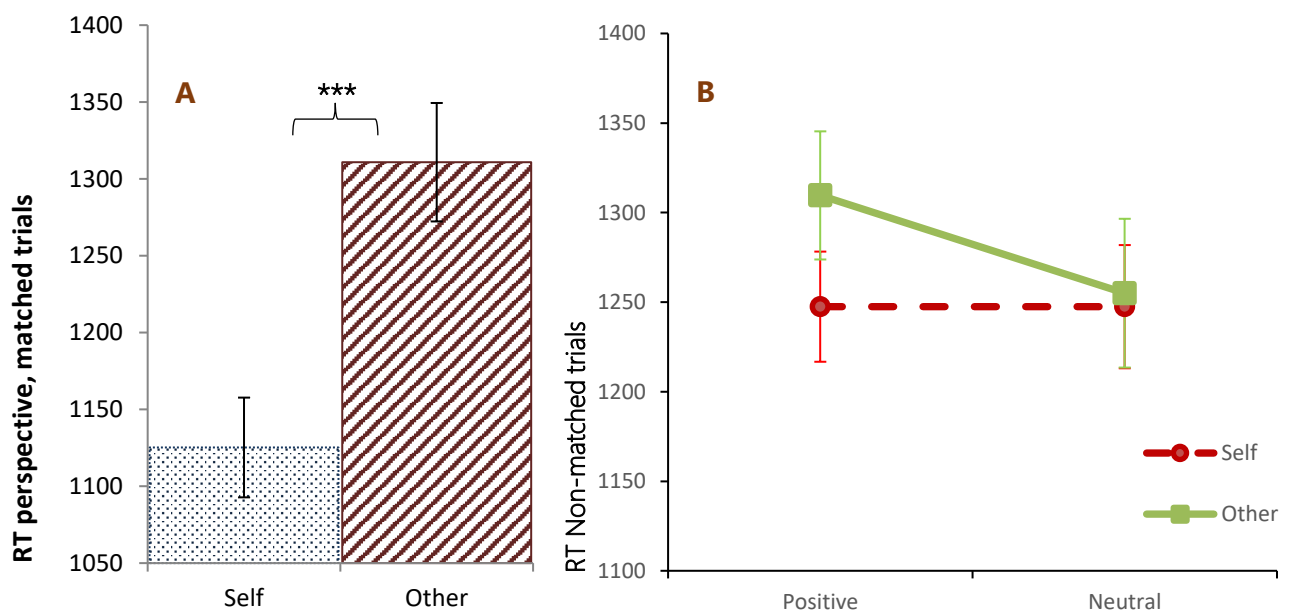 RT perspective, matched trials
1400
1350
1300
1250
1200
1150
1100
1050
A
***
Self
Other
RT Non-matched trials
1400
1350
1300
1250
1200
1150
1100
B
Self
Other
Positive
Neutral